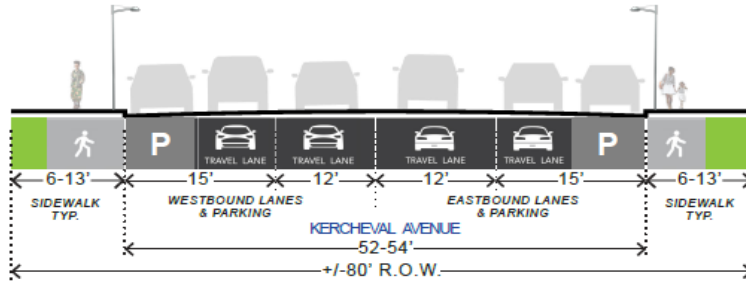 P
TRAVEL LANE
TRAVEL LANE
TRAVEL LANE
TRAVEL LANE
P
6-13’
15’
12’
12’
15’
6-13’
SIDEWALK
TYP.
WESTBOUND LANES
& PARKING
EASTBOUND LANES
& PARKING
SIDEWALK
TYP.
KERCHEVAL AVENUE
52-54’
+/-80’ R.O.W.